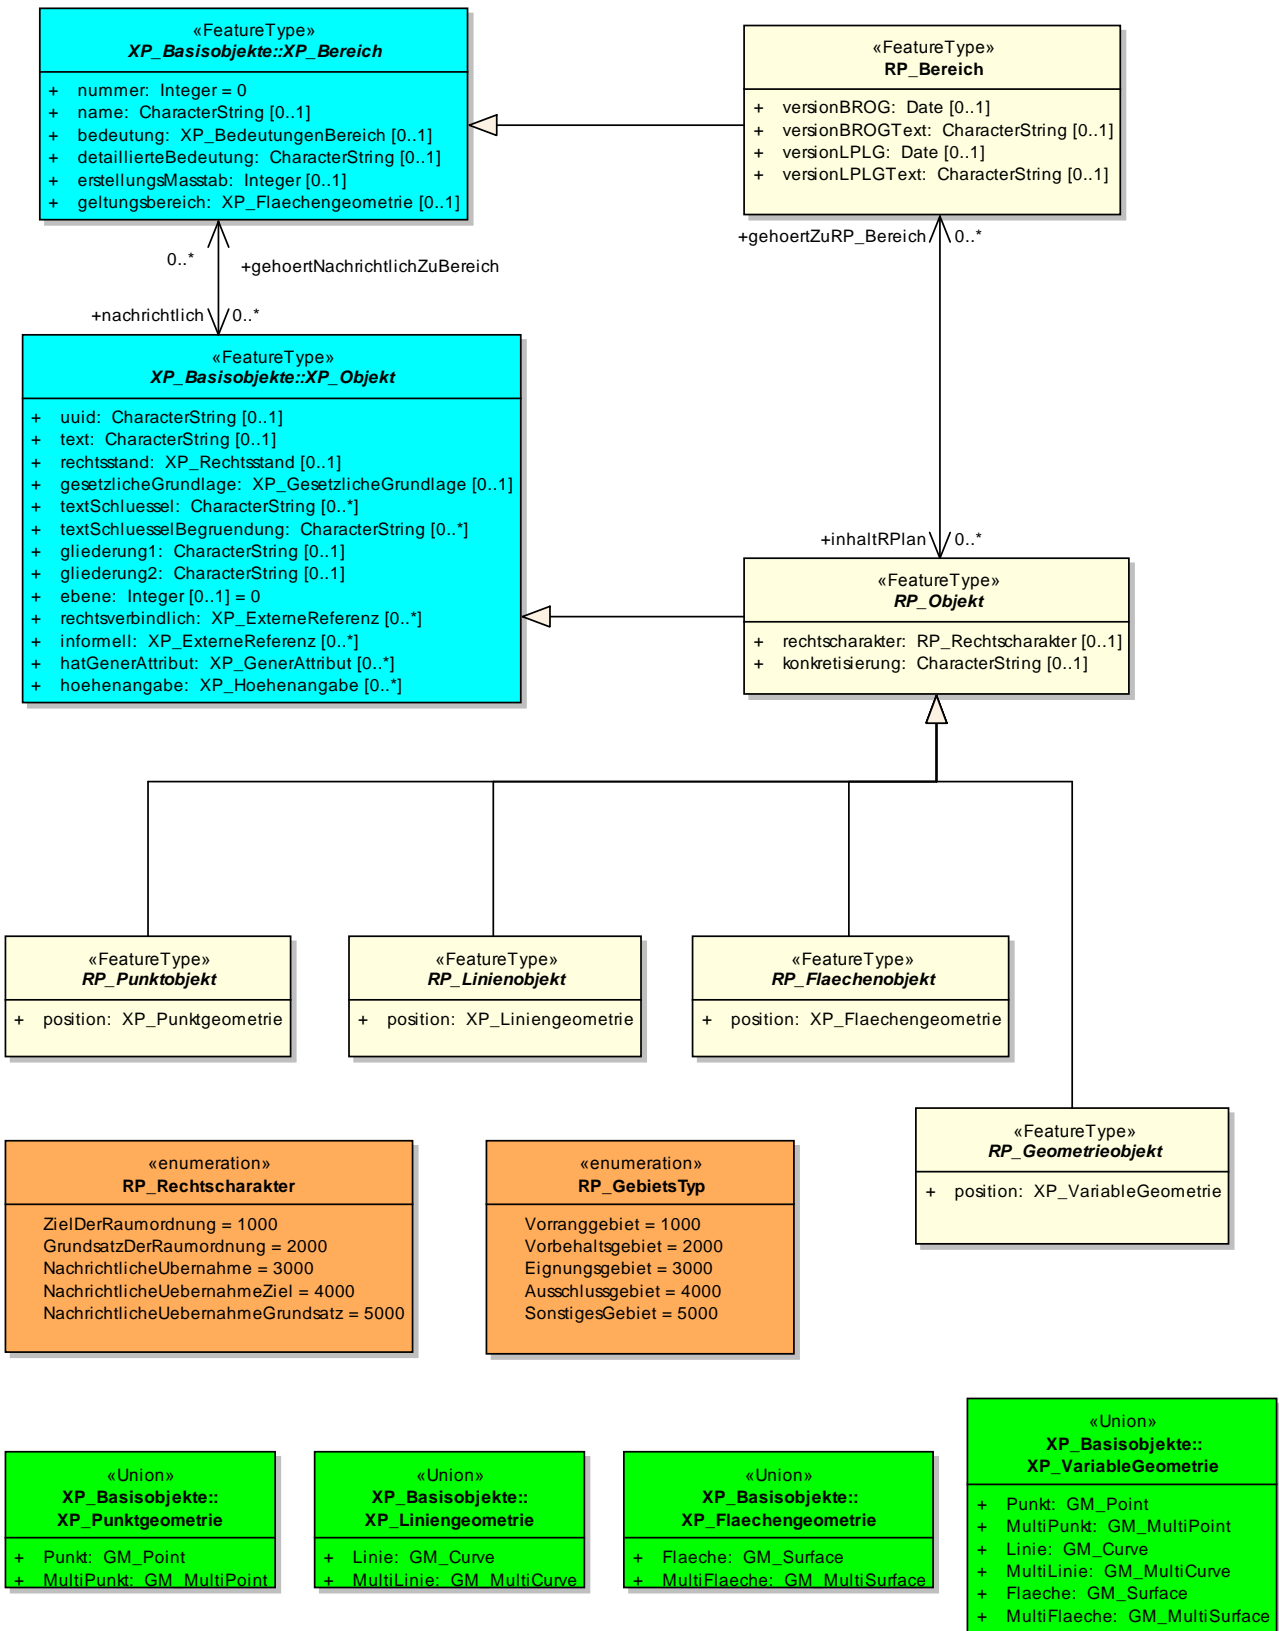 «FeatureType»
XP_Basisobjekte::XP_Bereich
+ nummer: Integer = 0
+ name: CharacterString [0..1]
+ bedeutung: XP_BedeutungenBereich [0..1]
+ detaillierteBedeutung: CharacterString [0..1]
+ erstellungsMasstab: Integer [0..1]
+ geltungsbereich: XP_Flaechengeometrie [0..1]
«FeatureType»
RP_Bereich
+ versionBROG: Date [0..1]
+ versionBROGText: CharacterString [0..1]
+ versionLPLG: Date [0..1]
+ versionLPLGText: CharacterString [0..1]
+gehoertZuRP_Bereich 0..*
0..*
+gehoertNachrichtlichZuBereich
+nachrichtlich 0..*
«FeatureType»
XP_Basisobjekte::XP_Objekt
+ uuid: CharacterString [0..1]
+ text: CharacterString [0..1]
+ rechtsstand: XP_Rechtsstand [0..1]
+ gesetzlicheGrundlage: XP_GesetzlicheGrundlage [0..1]
+ textSchluessel: CharacterString [0..*]
+ textSchluesselBegruendung: CharacterString [0..*]
+ gliederung1: CharacterString [0..1]
+ gliederung2: CharacterString [0..1]
+ ebene: Integer [0..1] = 0
+ rechtsverbindlich: XP_ExterneReferenz [0..*]
+ informell: XP_ExterneReferenz [0..*]
+ hatGenerAttribut: XP_GenerAttribut [0..*]
+ hoehenangabe: XP_Hoehenangabe [0..*]
+inhaltRPlan 0..*
«FeatureType»
RP_Objekt
+ rechtscharakter: RP_Rechtscharakter [0..1]
+ konkretisierung: CharacterString [0..1]
«FeatureType»
RP_Punktobjekt
+ position: XP_Punktgeometrie
«FeatureType»
RP_Linienobjekt
+ position: XP_Liniengeometrie
«FeatureType»
RP_Flaechenobjekt
+ position: XP_Flaechengeometrie
«FeatureType»
RP_Geometrieobjekt
+ position: XP_VariableGeometrie
«enumeration»
RP_Rechtscharakter
ZielDerRaumordnung = 1000
GrundsatzDerRaumordnung = 2000
NachrichtlicheUbernahme = 3000
NachrichtlicheUebernahmeZiel = 4000
NachrichtlicheUebernahmeGrundsatz = 5000
«enumeration»
RP_GebietsTyp
Vorranggebiet = 1000
Vorbehaltsgebiet = 2000
Eignungsgebiet = 3000
Ausschlussgebiet = 4000
SonstigesGebiet = 5000
«Union»
XP_Basisobjekte::
XP_Punktgeometrie
+ Punkt: GM_Point
+ MultiPunkt: GM_MultiPoint
«Union»
XP_Basisobjekte::
XP_Liniengeometrie
+ Linie: GM_Curve
+ MultiLinie: GM_MultiCurve
«Union»
XP_Basisobjekte::
XP_Flaechengeometrie
+ Flaeche: GM_Surface
+ MultiFlaeche: GM_MultiSurface
«Union»
XP_Basisobjekte::
XP_VariableGeometrie
+ Punkt: GM_Point
+ MultiPunkt: GM_MultiPoint
+ Linie: GM_Curve
+ MultiLinie: GM_MultiCurve
+ Flaeche: GM_Surface
+ MultiFlaeche: GM_MultiSurface